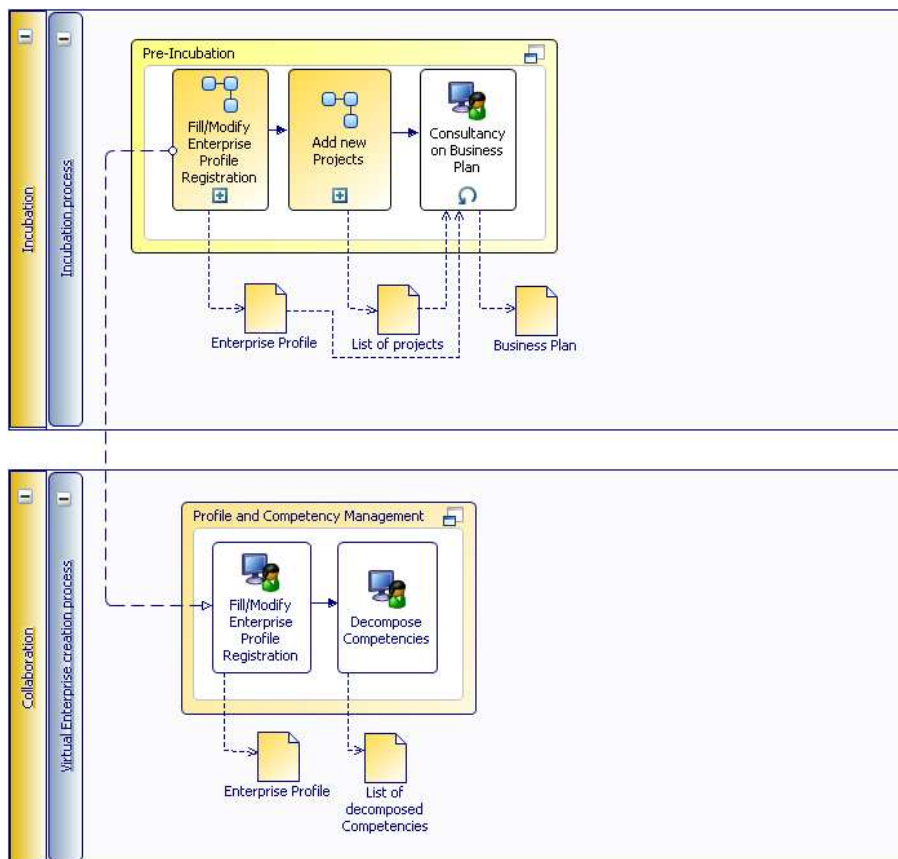 Incubation
Incubation process
Pre-Incubation
Fill/Modify
Enterprise
Profile
Registration
Add new
Projects
Consultancy
on Business
Plan
Enterprise Profile
List of projects
Business Plan
Collaboration
Virtual Enterprise creation process
Profile and Competency Management
Fill/Modify
Enterprise
Profile
Registration
Decompose
Competencies
Enterprise Profile
List of
decomposed
Competencies